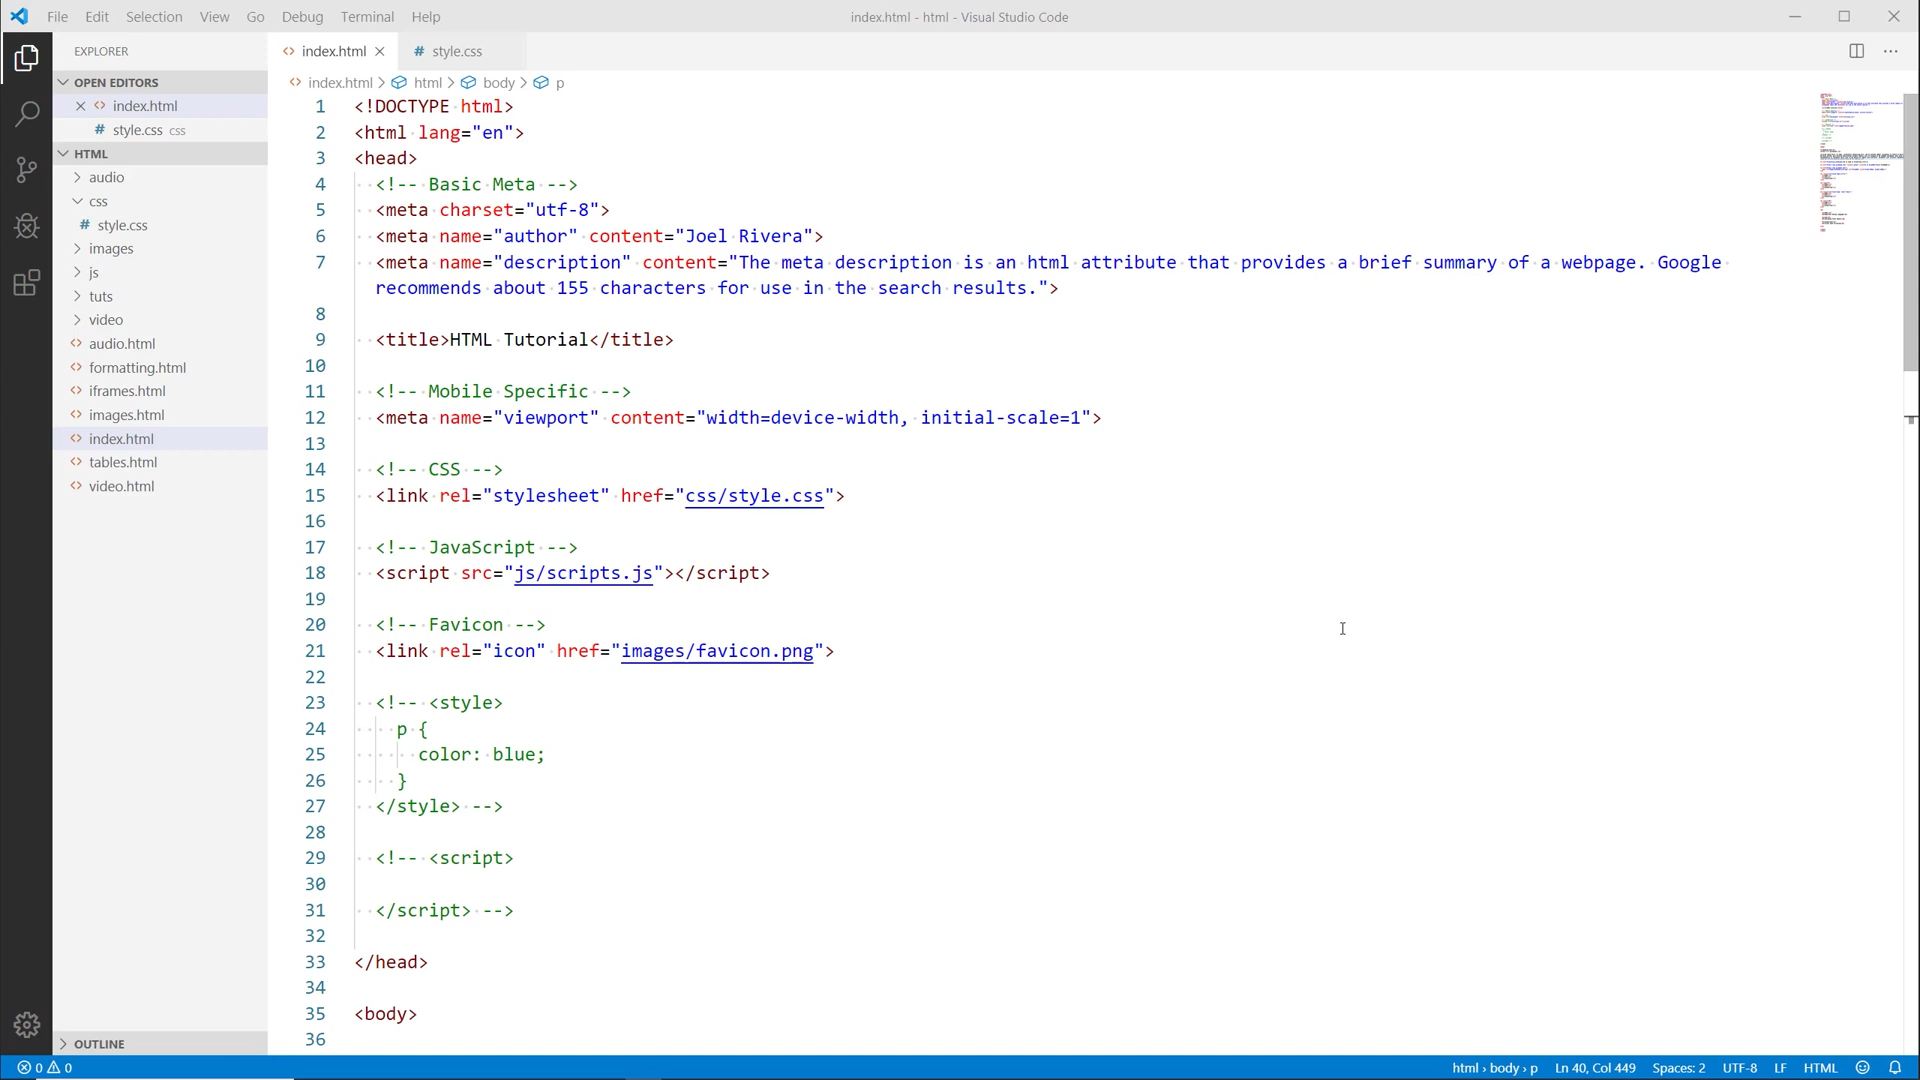 File Edit Selection View Go Debug Terminal Help
index.html - html - Visual Studio Code
EXPLORER
OPEN EDITORS
index.html
style.css css
HTML
audio
css
style.css
images
js
tuts
video
audio.html
formatting.html
iframes.html
images.html
index.html
tables.html
video.html
OUTLINE
index.html
style.css
index.html > html > body > p
1 <!DOCTYPE html>
2 <html lang="en">
3 <head>
4 <!-- Basic Meta -->
5 <meta charset="utf-8">
6 <meta name="author" content="Joel Rivera">
7 <meta name="description" content="The meta description is an html attribute that provides a brief summary of a webpage. Google
recommends about 155 characters for use in the search results.">
8
9 <title>HTML Tutorial</title>
10
11 <!-- Mobile Specific -->
12 <meta name="viewport" content="width=device-width, initial-scale=1">
13
14 <!-- CSS -->
15 <link rel="stylesheet" href="css/style.css">
16
17 <!-- JavaScript -->
18 <script src="js/scripts.js"></script>
19
20 <!-- Favicon -->
21 <link rel="icon" href="images/favicon.png">
22
23 <!-- <style>
24 p {
25 color: blue;
26 }
27 </style> -->
28
29 <!-- <script>
30
31 </script> -->
32
33 </head>
34
35 <body>
36
0 0
html › body › p Ln 40, Col 449 Spaces: 2 UTF-8 LF HTML